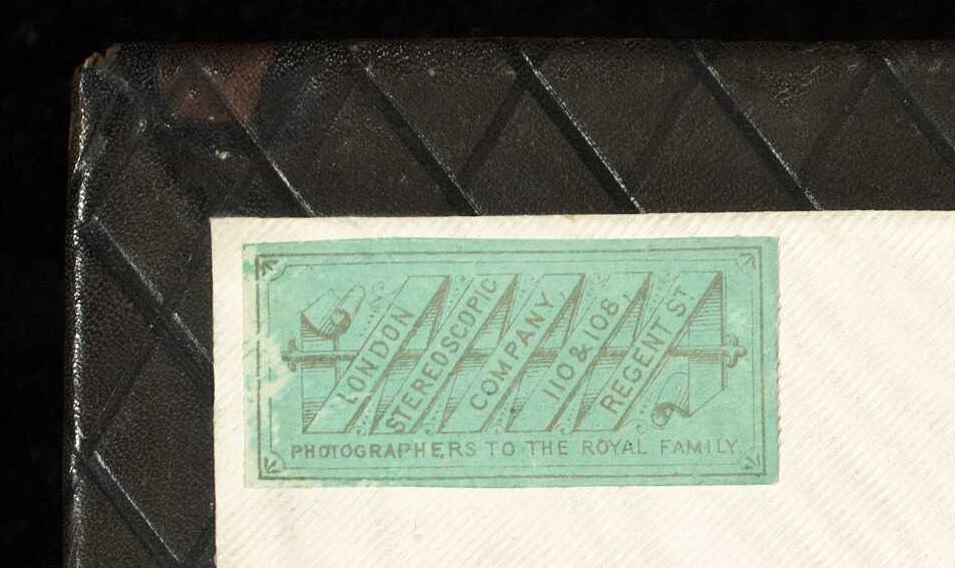 LONDON
STEREOSCOPIC
COMPANY,
110 & 108,
REGENT ST
PHOTOGRAPHERS TO THE ROYAL FAMILY.